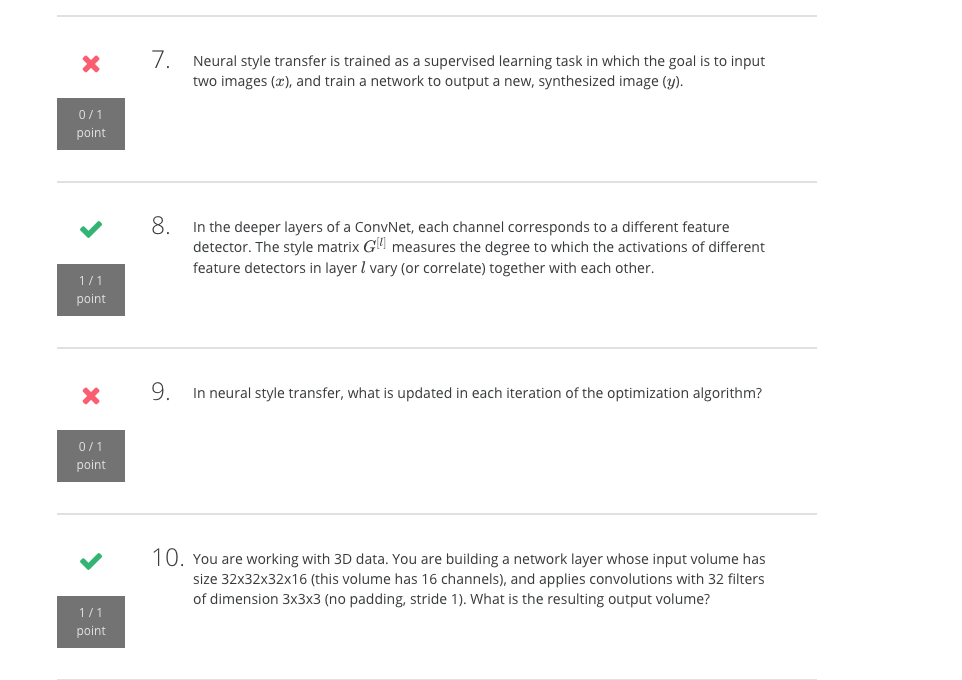 7. Neural style transfer is trained as a supervised learning task in which the goal is to input
two images (x), and train a network to output a new, synthesized image (y).
0 / 1
point
8. In the deeper layers of a ConvNet, each channel corresponds to a different feature
detector. The style matrix G^[l] measures the degree to which the activations of different
feature detectors in layer l vary (or correlate) together with each other.
1 / 1
point
9. In neural style transfer, what is updated in each iteration of the optimization algorithm?
0 / 1
point
10. You are working with 3D data. You are building a network layer whose input volume has
size 32x32x32x16 (this volume has 16 channels), and applies convolutions with 32 filters
of dimension 3x3x3 (no padding, stride 1). What is the resulting output volume?
1 / 1
point